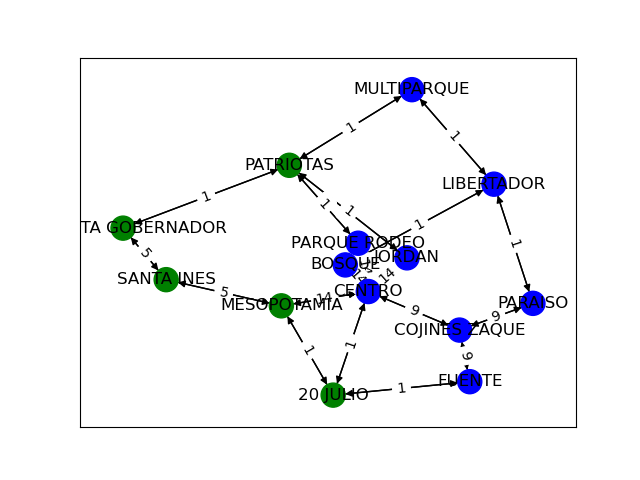 MULTIPARQUE
1
1
PATRIOTAS
LIBERTADOR
1
1
1
1
TA GOBERNADOR
PARQUE RODEO
1
5
BOSQUE
JORDAN
SANTA INES
14
14
5
CENTRO
14
MESOPOTAMIA
PARAISO
9
9
COJINES ZAQUE
1
1
9
FUENTE
1
20 JULIO